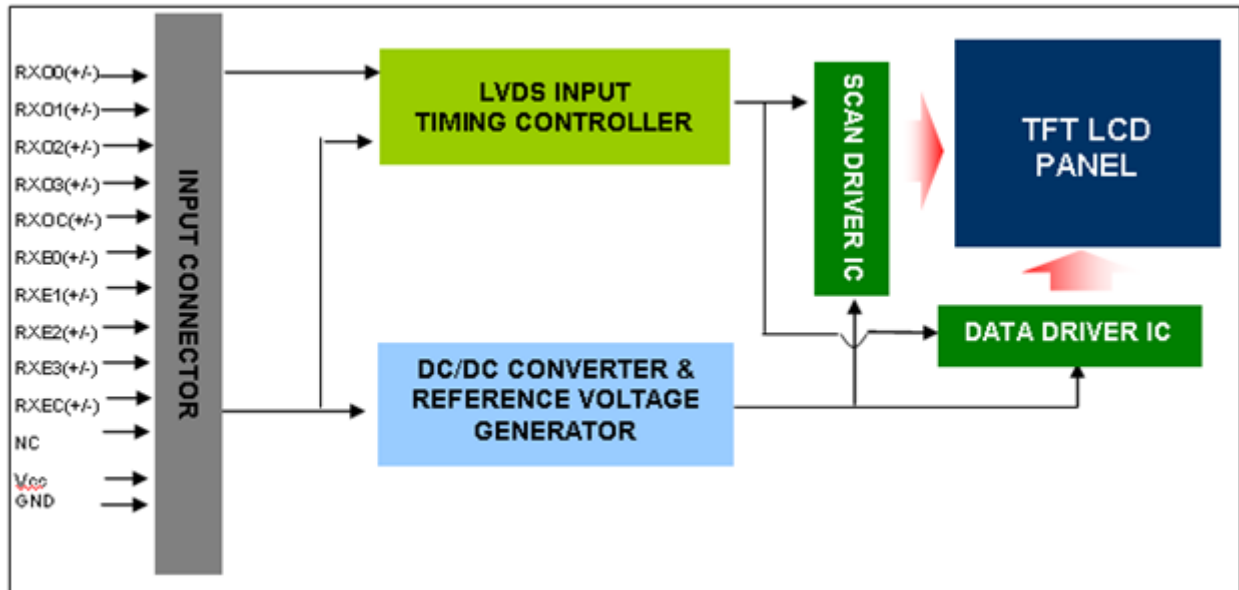 RXO0(+/-)
RXO1(+/-)
RXO2(+/-)
RXO3(+/-)
RXOC(+/-)
RXE0(+/-)
RXE1(+/-)
RXE2(+/-)
RXE3(+/-)
RXEC(+/-)
NC
Vcc
GND
INPUT CONNECTOR
LVDS INPUT
TIMING CONTROLLER
DC/DC CONVERTER &
REFERENCE VOLTAGE
GENERATOR
SCAN DRIVER IC
TFT LCD
PANEL
DATA DRIVER IC